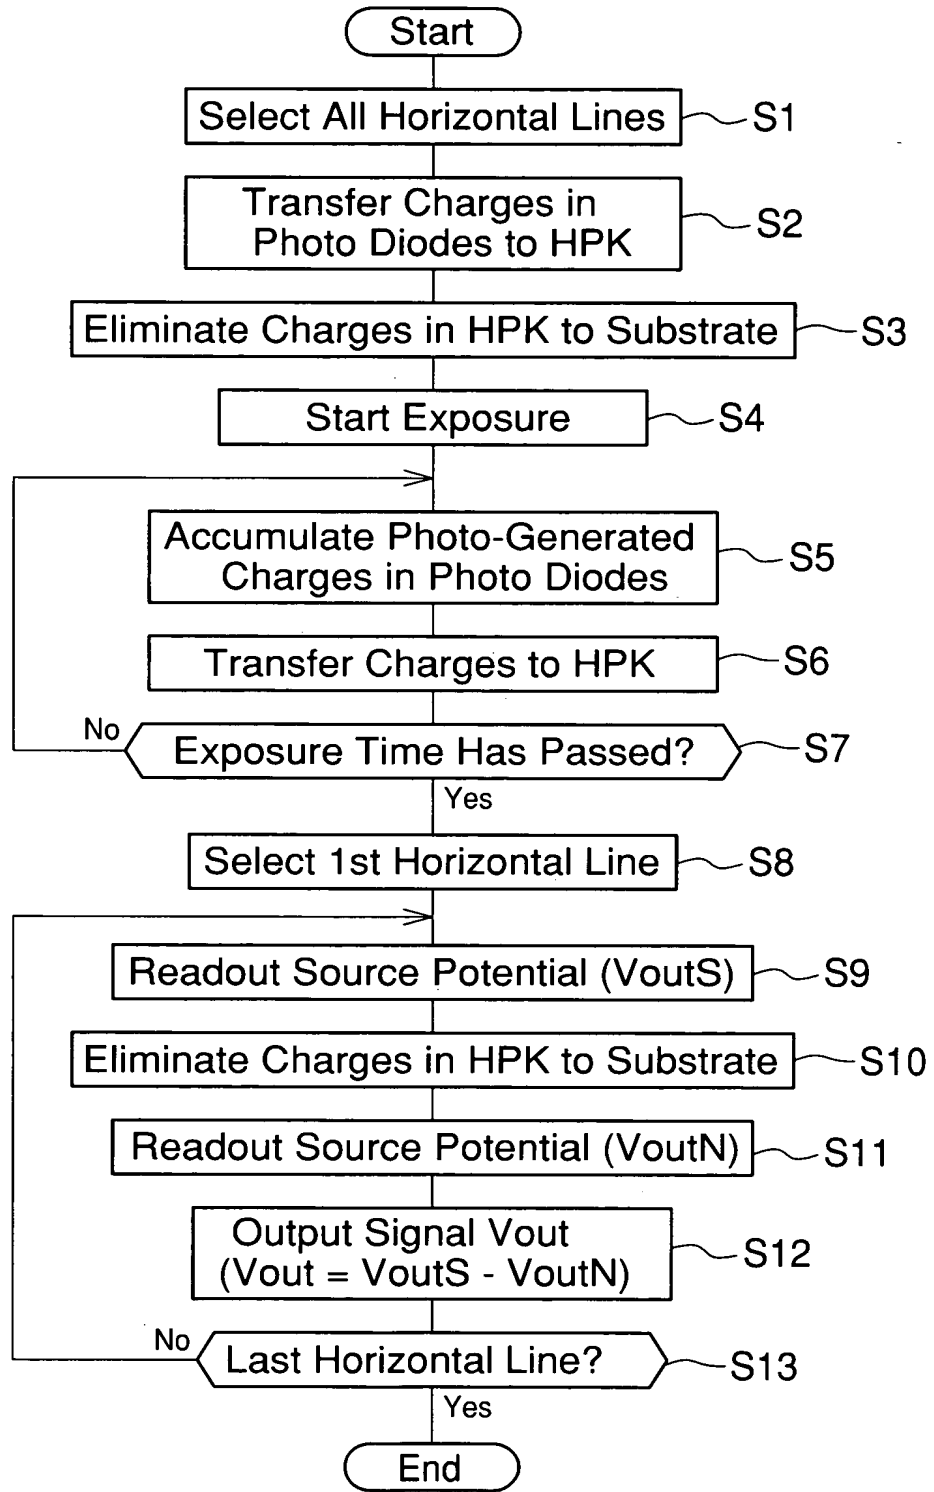 Start
Select All Horizontal Lines
S1
Transfer Charges in
Photo Diodes to HPK
S2
Eliminate Charges in HPK to Substrate
S3
Start Exposure
S4
Accumulate Photo-Generated
Charges in Photo Diodes
S5
Transfer Charges to HPK
S6
No
Exposure Time Has Passed?
S7
Yes
Select 1st Horizontal Line
S8
Readout Source Potential (VoutS)
S9
Eliminate Charges in HPK to Substrate
S10
Readout Source Potential (VoutN)
S11
Output Signal Vout
(Vout = VoutS - VoutN)
S12
No
Last Horizontal Line?
S13
Yes
End